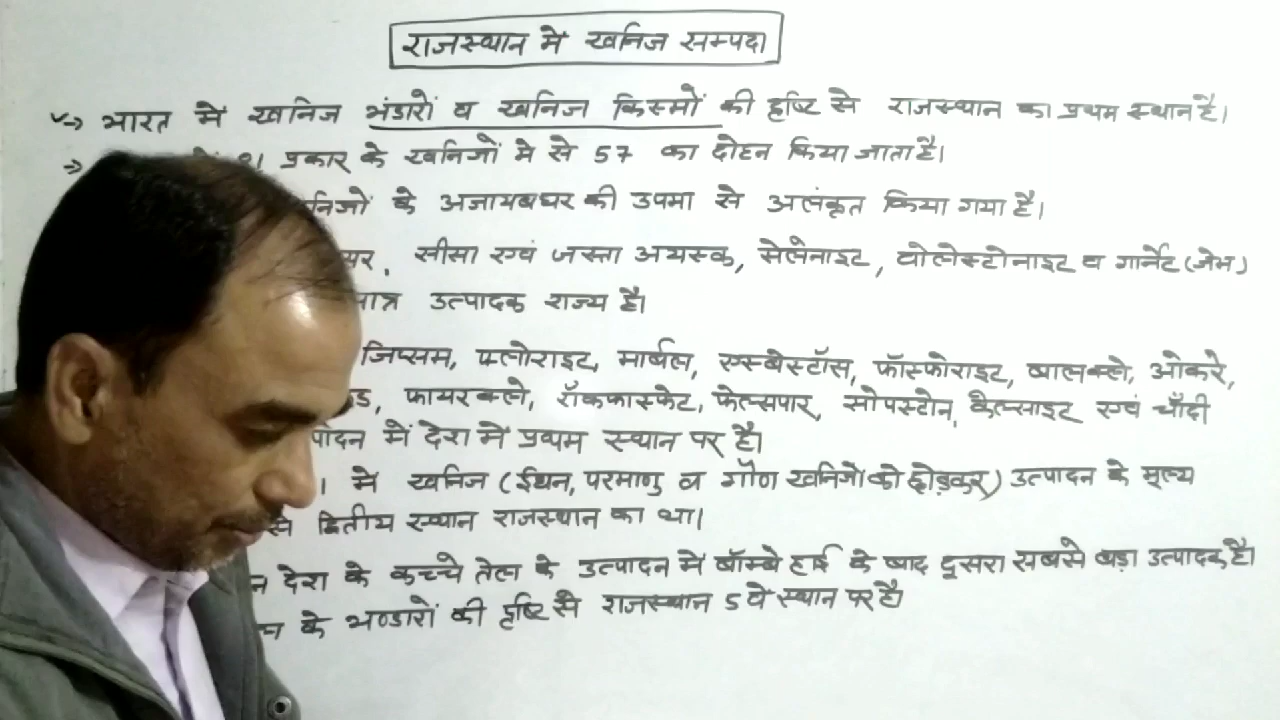 राजस्थान मे खनिज सम्पदा
भारत में खनिज भंडारों व खनिज किस्मों की दृष्टि से राजस्थान का प्रथम स्थान है।
प्रकार के खनिजों मे से 57 का दोहन किया जाता है।
के अजायबघर की उपमा से अलंकृत किया गया है।
सीसा एवं जस्ता अयस्क, सेलेनाइट, वोलेस्टोनाइट व गार्नेट (जेम)
उत्पादक राज्य है।
जिप्सम, फ्लोराइट, मार्बल, एस्बेस्टॉस, फॉस्फोराइट, बालक्ले, ओकरे,
फायरक्ले, रॉकफास्फेट, फेल्सपार, सोपस्टोन, कैल्साइट एवं चाँदी
में देश मे प्रथम स्थान पर है।
मे खनिज (ईंधन, परमाणु व गौण खनिजो को छोड़कर) उत्पादन के मूल्य
से द्वितीय स्थान राजस्थान का था।
देश के कच्चे तेल के उत्पादन में बॉम्बे हाई के बाद दूसरा सबसे बड़ा उत्पादक है।
के भण्डारों की दृष्टि से राजस्थान 5 वे स्थान पर है।